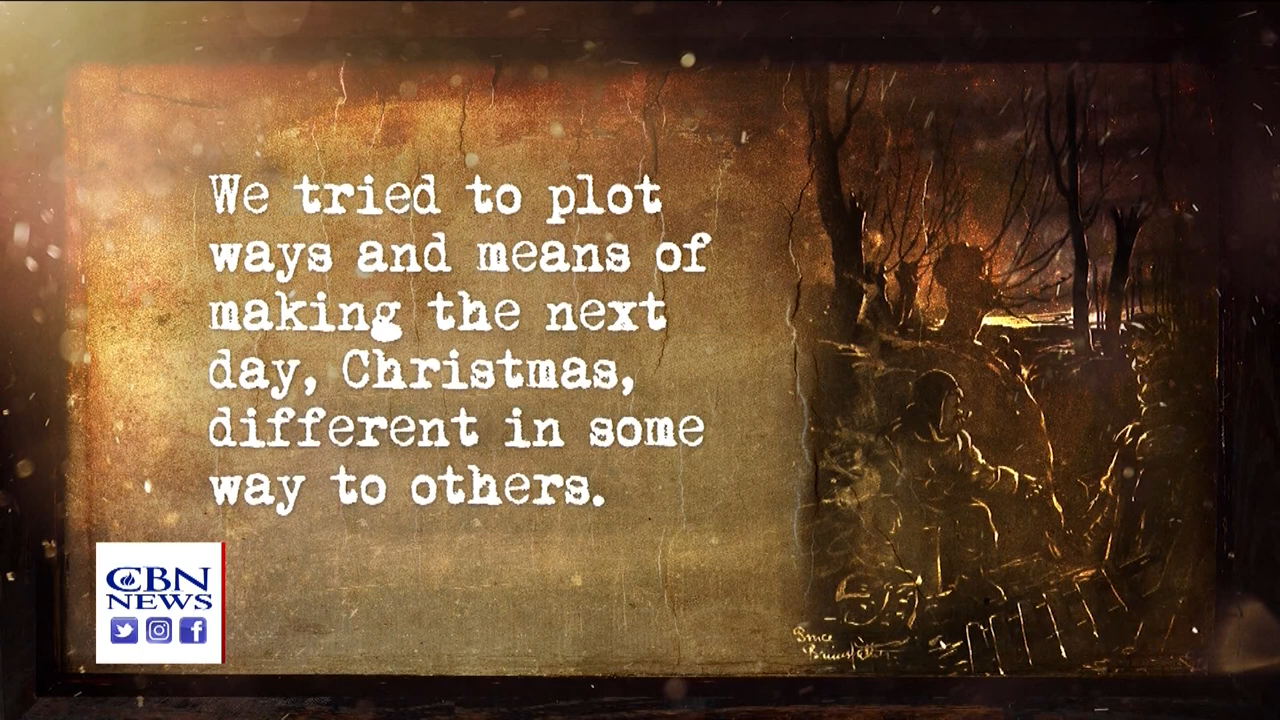 We tried to plot
ways and means of
making the next
day, Christmas,
different in some
way to others.
CBN
NEWS
Bruce